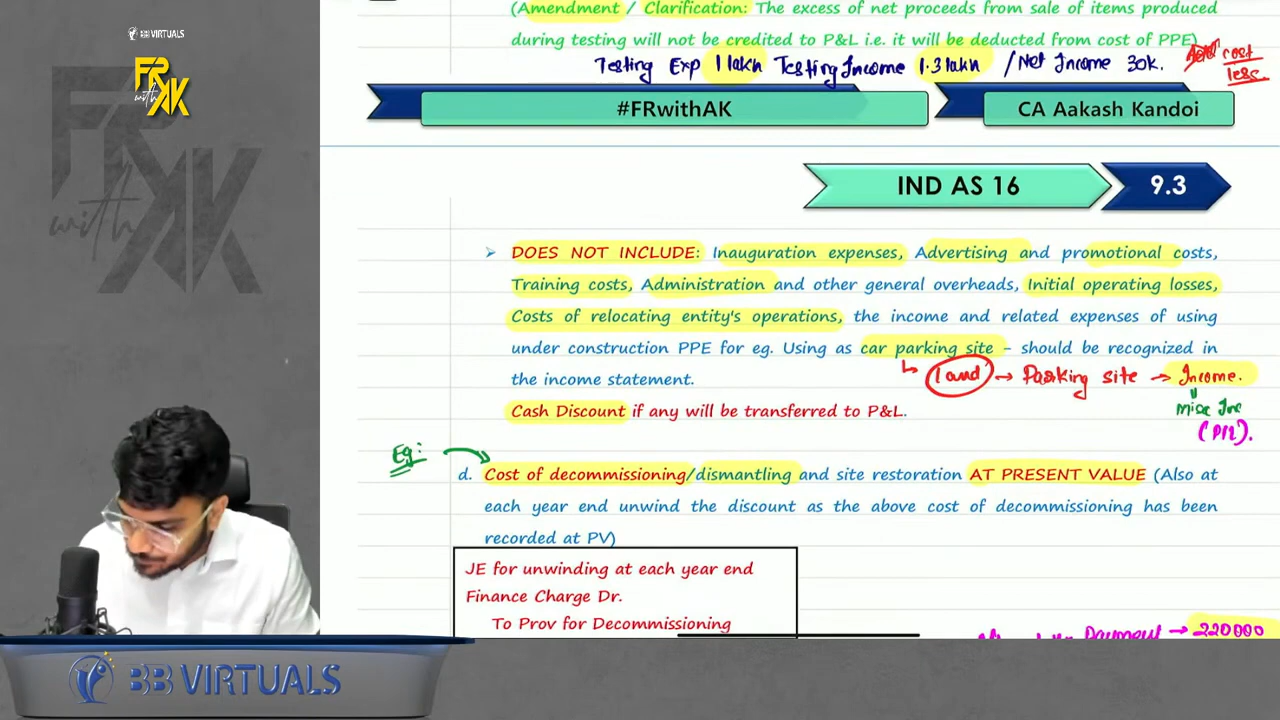 BB VIRTUALS
FR
with
AK
FR
with
AK
(Amendment / Clarification: The excess of net proceeds from sale of items produced
during testing will not be credited to P&L i.e. it will be deducted from cost of PPE)
Testing Exp 1 lakh Testing Income 1.3 lakh / Net Income 30k. cost
less
#FRwithAK
CA Aakash Kandoi
IND AS 16
9.3
➢ DOES NOT INCLUDE: Inauguration expenses, Advertising and promotional costs,
Training costs, Administration and other general overheads, Initial operating losses,
Costs of relocating entity's operations, the income and related expenses of using
under construction PPE for eg. Using as car parking site - should be recognized in
the income statement.
↳ land → Parking site → Income.
Misc Inc
(P/L).
Cash Discount if any will be transferred to P&L.
Eg:
d. Cost of decommissioning/dismantling and site restoration AT PRESENT VALUE (Also at
each year end unwind the discount as the above cost of decommissioning has been
recorded at PV)
JE for unwinding at each year end
Finance Charge Dr.
To Prov for Decommissioning
Payment → 220000
BB VIRTUALS